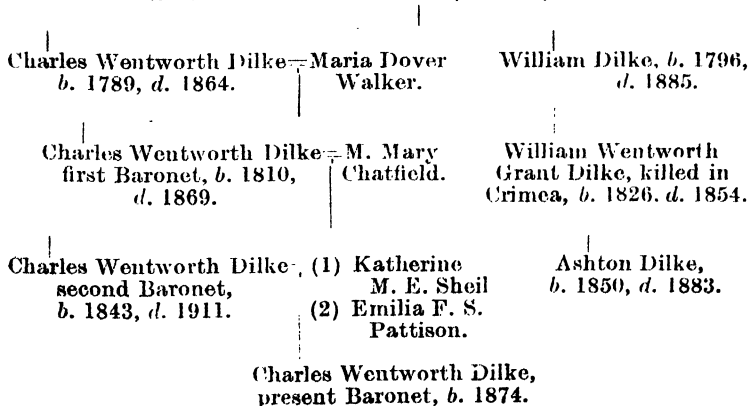 Charles Wentworth Dilke=Maria Dover
b. 1789, d. 1864. Walker.
William Dilke, b. 1796,
d. 1885.
Charles Wentworth Dilke=M. Mary
first Baronet, b. 1810, Chatfield.
d. 1869.
William Wentworth
Grant Dilke, killed in
Crimea, b. 1826. d. 1854.
Charles Wentworth Dilke
second Baronet,
b. 1843, d. 1911.
(1) Katherine
M. E. Sheil
(2) Emilia F. S.
Pattison.
Ashton Dilke,
b. 1850, d. 1883.
Charles Wentworth Dilke,
present Baronet, b. 1874.